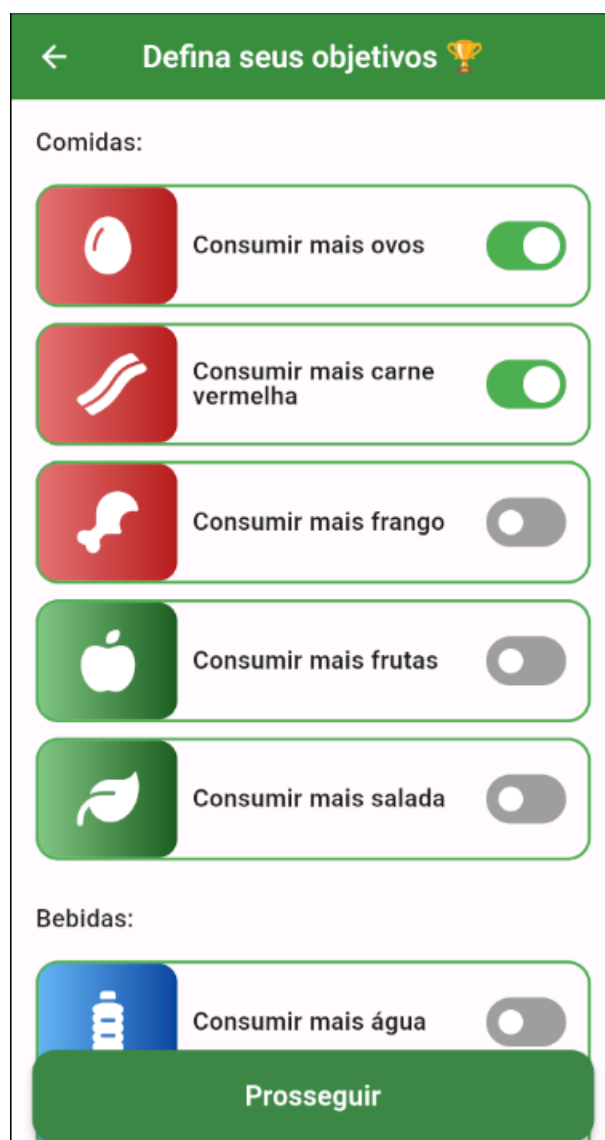 Defina seus objetivos 🏆
Comidas:
Consumir mais ovos
Consumir mais carne
vermelha
Consumir mais frango
Consumir mais frutas
Consumir mais salada
Bebidas:
Consumir mais água
Prosseguir